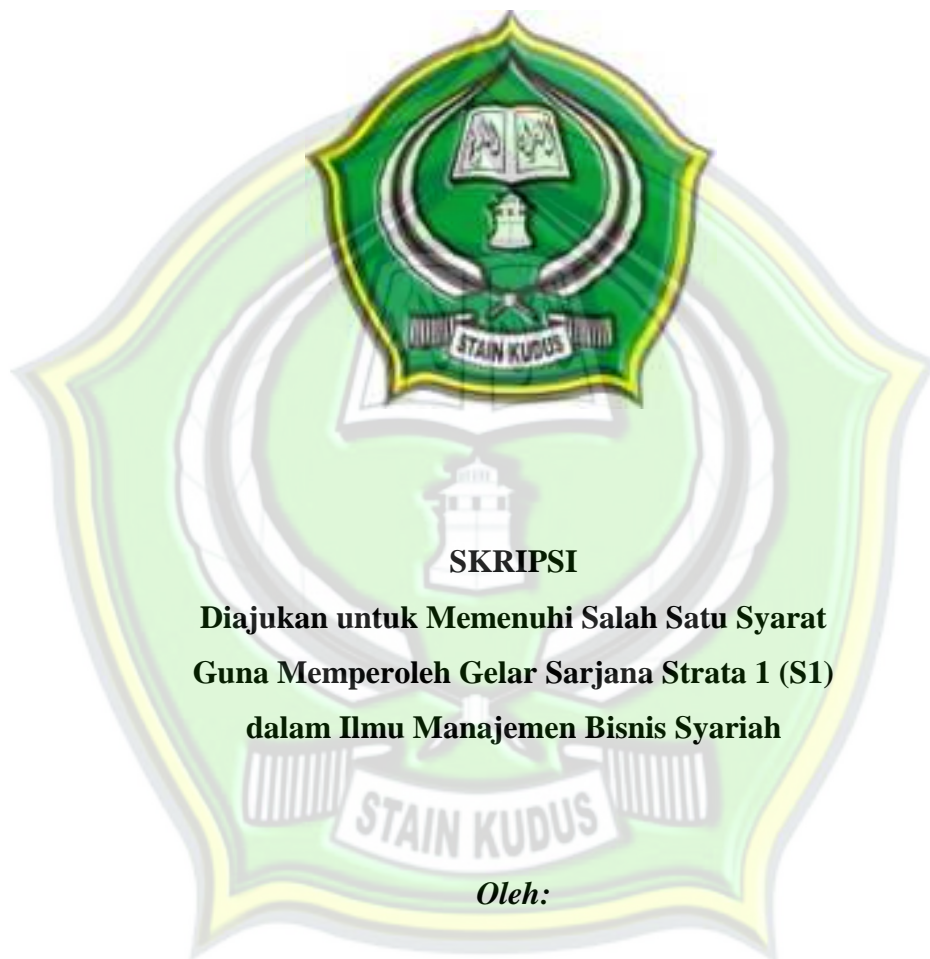 STAIN KUDUS
SKRIPSI
Diajukan untuk Memenuhi Salah Satu Syarat
Guna Memperoleh Gelar Sarjana Strata 1 (S1)
dalam Ilmu Manajemen Bisnis Syariah
STAIN KUDUS
Oleh: